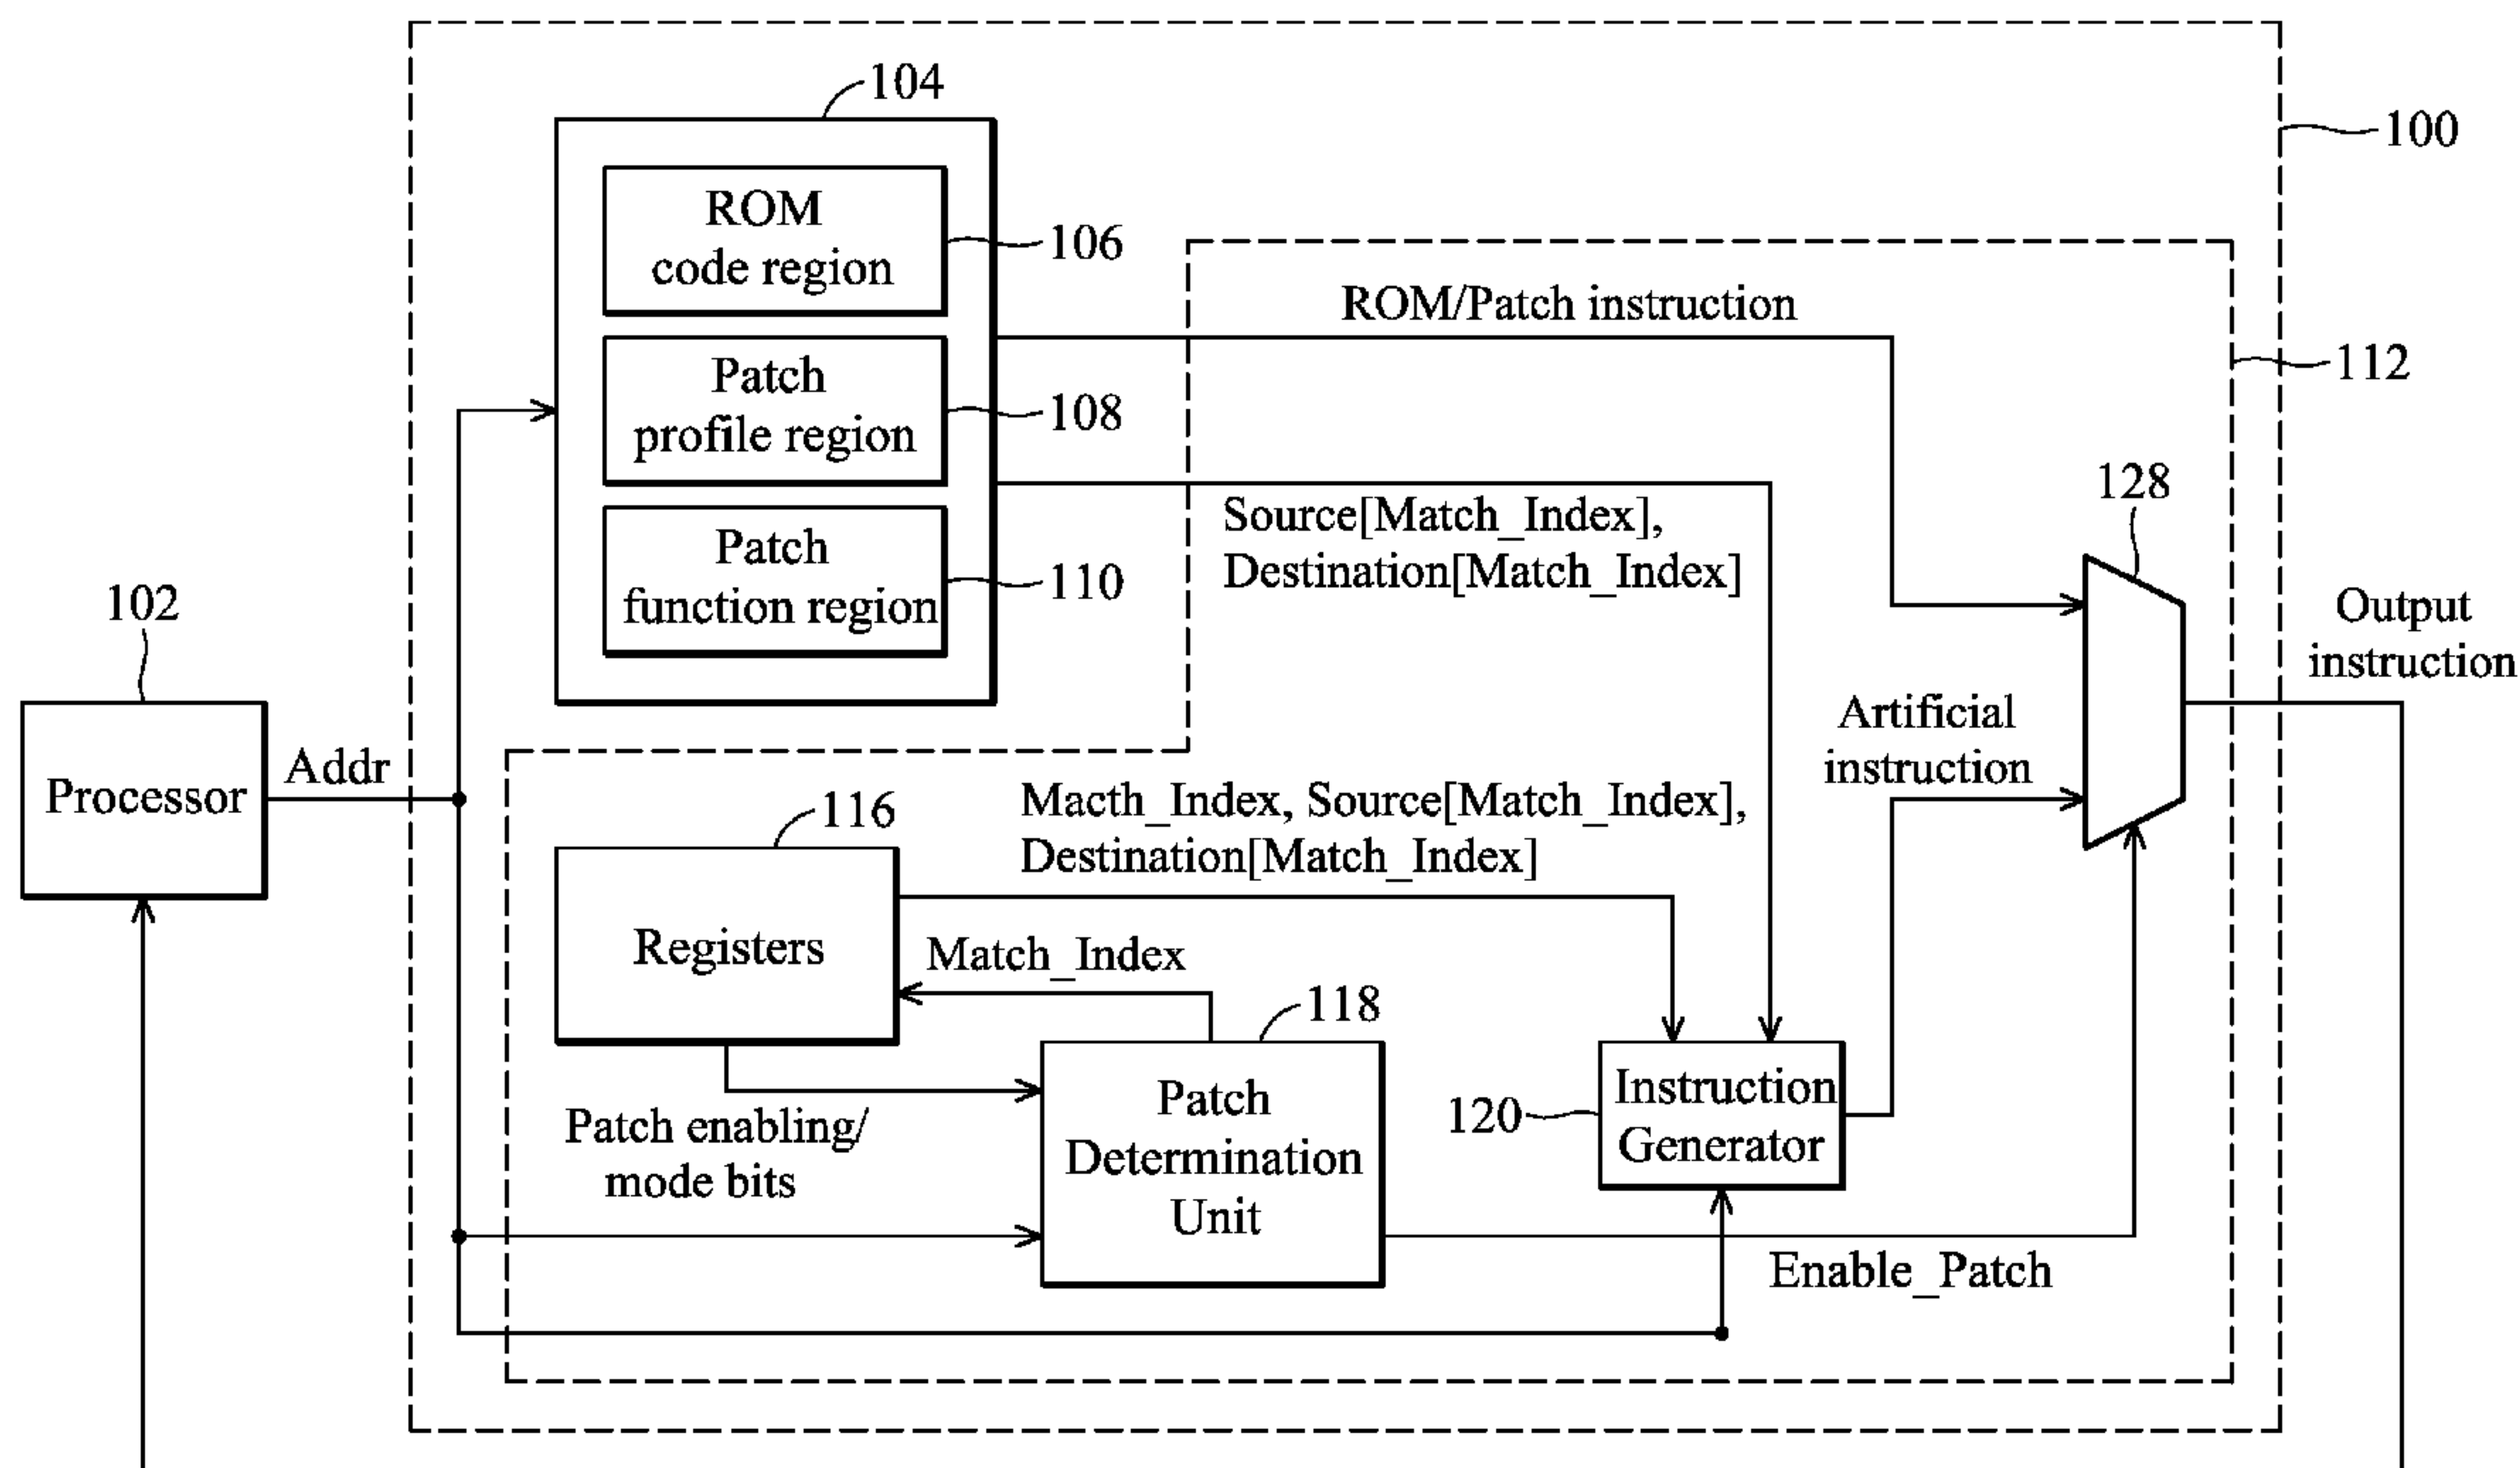 104
100
ROM
code region
106
ROM/Patch instruction
112
Patch
profile region
108
128
Source[Match_Index],
Destination[Match_Index]
Patch
function region
110
102
Output
instruction
Artificial
instruction
Addr
Processor
116
Macth_Index, Source[Match_Index],
Destination[Match_Index]
Registers
Match_Index
118
Patch
Determination
Unit
Patch enabling/
mode bits
120
Instruction
Generator
Enable_Patch